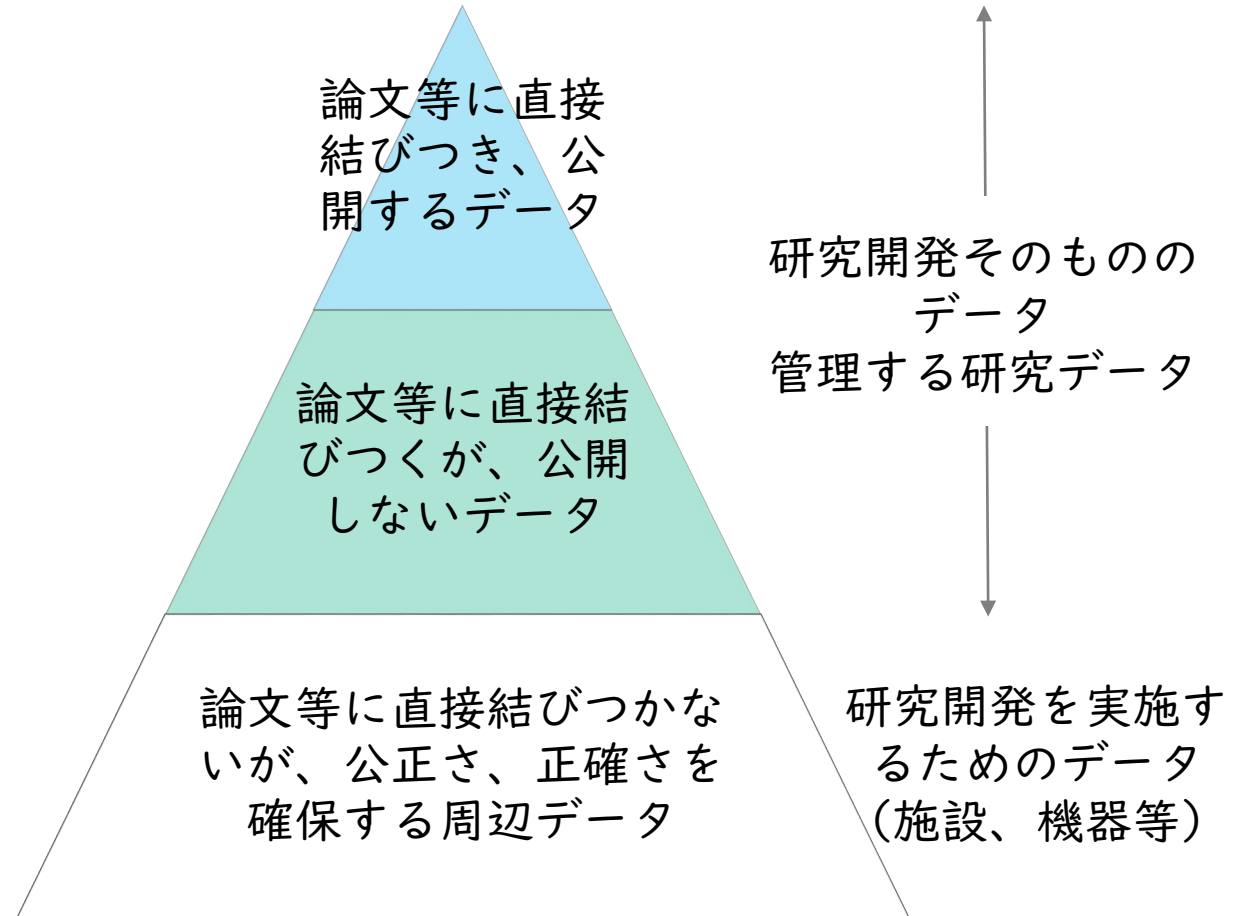 論文等に直接
結びつき、公
開するデータ
研究開発そのものの
データ
管理する研究データ
論文等に直接結
びつくが、公開
しないデータ
論文等に直接結びつかな
いが、公正さ、正確さを
確保する周辺データ
研究開発を実施す
るためのデータ
（施設、機器等）